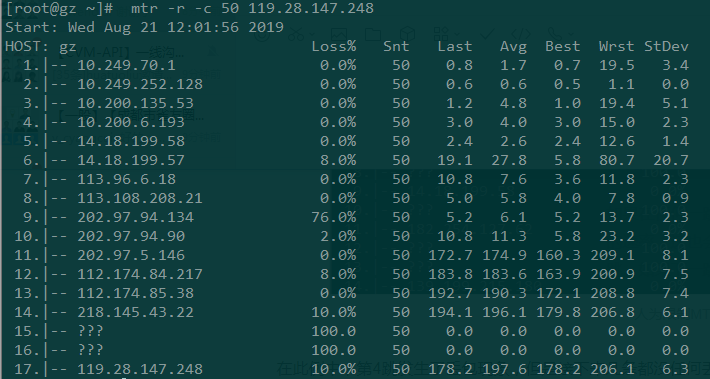 [root@gz ~]# mtr -r -c 50 119.28.147.248
Start: Wed Aug 21 12:01:56 2019
HOST: gz Loss% Snt Last Avg Best Wrst StDev
1.|-- 10.249.70.1 0.0% 50 0.8 1.7 0.7 19.5 3.4
2.|-- 10.249.252.128 0.0% 50 0.6 0.6 0.5 1.1 0.0
3.|-- 10.200.135.53 0.0% 50 1.2 4.8 1.0 19.4 5.1
4.|-- 10.200.6.193 0.0% 50 3.0 4.0 3.0 15.0 2.3
5.|-- 14.18.199.58 0.0% 50 2.4 2.6 2.4 12.6 1.4
6.|-- 14.18.199.57 8.0% 50 19.1 27.8 5.8 80.7 20.7
7.|-- 113.96.6.18 0.0% 50 10.8 7.6 3.6 11.8 2.3
8.|-- 113.108.208.21 0.0% 50 5.0 5.8 4.0 7.8 0.9
9.|-- 202.97.94.134 76.0% 50 5.2 6.1 5.2 13.7 2.3
10.|-- 202.97.94.90 2.0% 50 10.8 11.3 5.8 23.2 3.2
11.|-- 202.97.5.146 0.0% 50 172.7 174.9 160.3 209.1 8.1
12.|-- 112.174.84.217 8.0% 50 183.8 183.6 163.9 200.9 7.5
13.|-- 112.174.85.38 0.0% 50 192.7 190.3 172.1 208.8 7.4
14.|-- 218.145.43.22 10.0% 50 194.1 196.1 179.8 206.8 6.1
15.|-- ??? 100.0 50 0.0 0.0 0.0 0.0 0.0
16.|-- ??? 100.0 50 0.0 0.0 0.0 0.0 0.0
17.|-- 119.28.147.248 10.0% 50 178.2 197.6 178.2 206.1 6.3